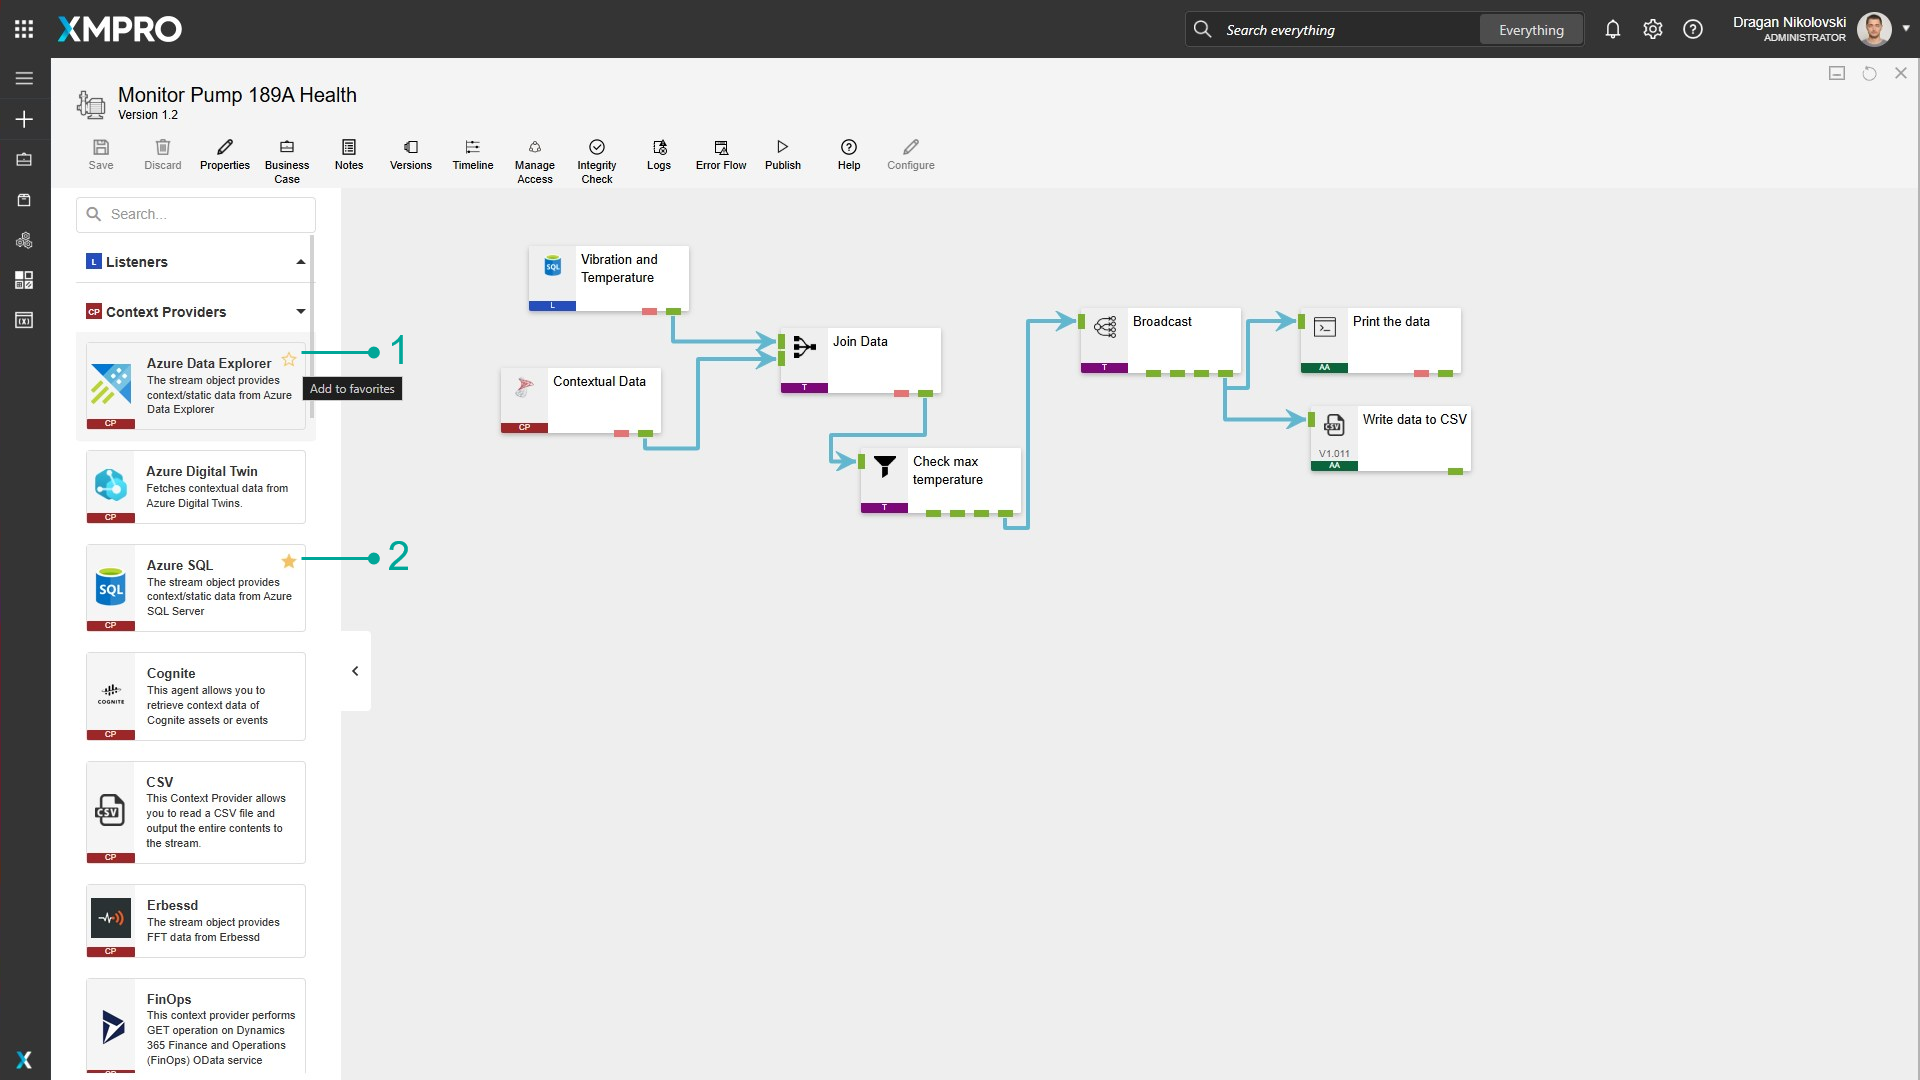 XMPRO
Search everything
Everything
Dragan Nikolovski
ADMINISTRATOR
Monitor Pump 189A Health
Version 1.2
Save
Discard
Properties
Business
Case
Notes
Versions
Timeline
Manage
Access
Integrity
Check
Logs
Error Flow
Publish
Help
Configure
Search...
L Listeners
CP Context Providers
Azure Data Explorer
The stream object provides
context/static data from Azure
Data Explorer
CP
1
Add to favorites
Azure Digital Twin
Fetches contextual data from
Azure Digital Twins.
CP
Azure SQL
The stream object provides
context/static data from Azure
SQL Server
SQL
CP
2
Cognite
This agent allows you to
retrieve context data of
Cognite assets or events
COGNITE
CP
CSV
This Context Provider allows
you to read a CSV file and
output the entire contents to
the stream.
CSV
CP
Erbessd
The stream object provides
FFT data from Erbessd
CP
FinOps
This context provider performs
GET operation on Dynamics
365 Finance and Operations
(FinOps) OData service
Vibration and
Temperature
SQL
L
Contextual Data
CP
Join Data
T
Check max
temperature
T
Broadcast
T
Print the data
AA
Write data to CSV
CSV
V1.011
AA
X